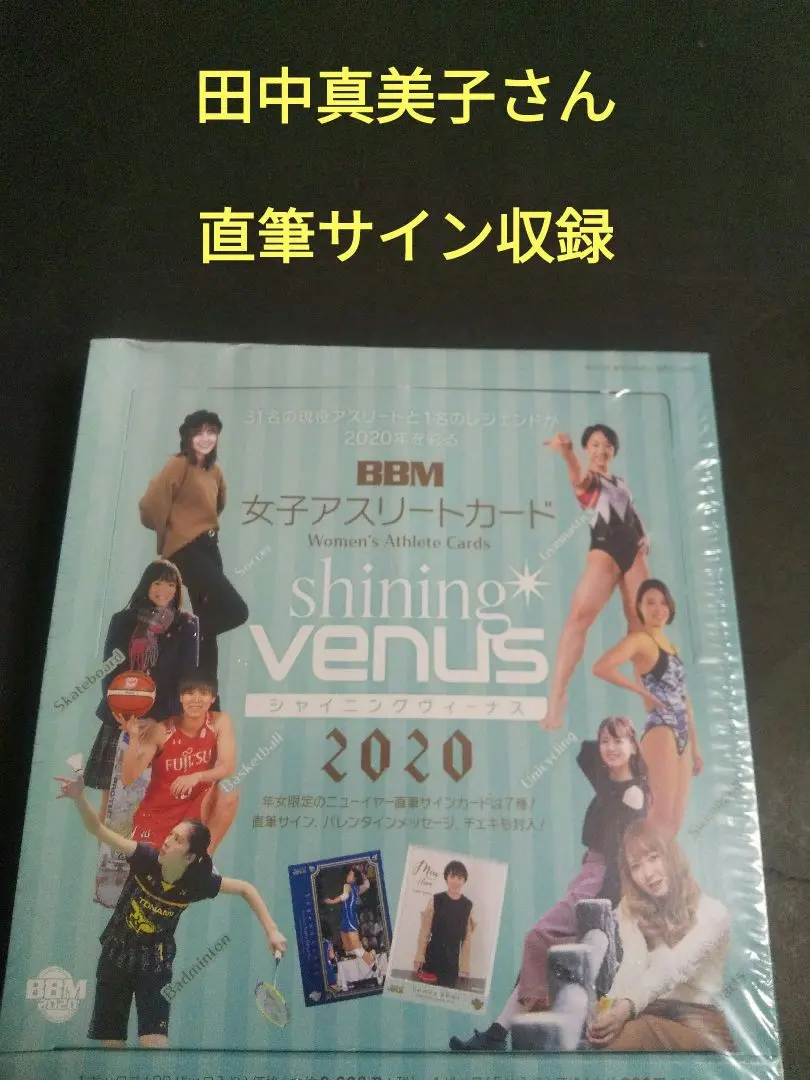 田中真美子さん
直筆サイン収録
31名の現役アスリートと1名のレジェンドが
2020年を彩る
BBM
女子アスリートカード
Women's Athlete Cards
Soccer
Gymnastics
shining
venus
シャイニングヴィーナス
2020
Skateboard
Basketball
FUJITSU
Unicycling
年女限定のニューイヤー直筆サインカードは7種!
直筆サイン、バレンタインメッセージ、チェキも封入!
TONAMI
Badminton
BBM
2020